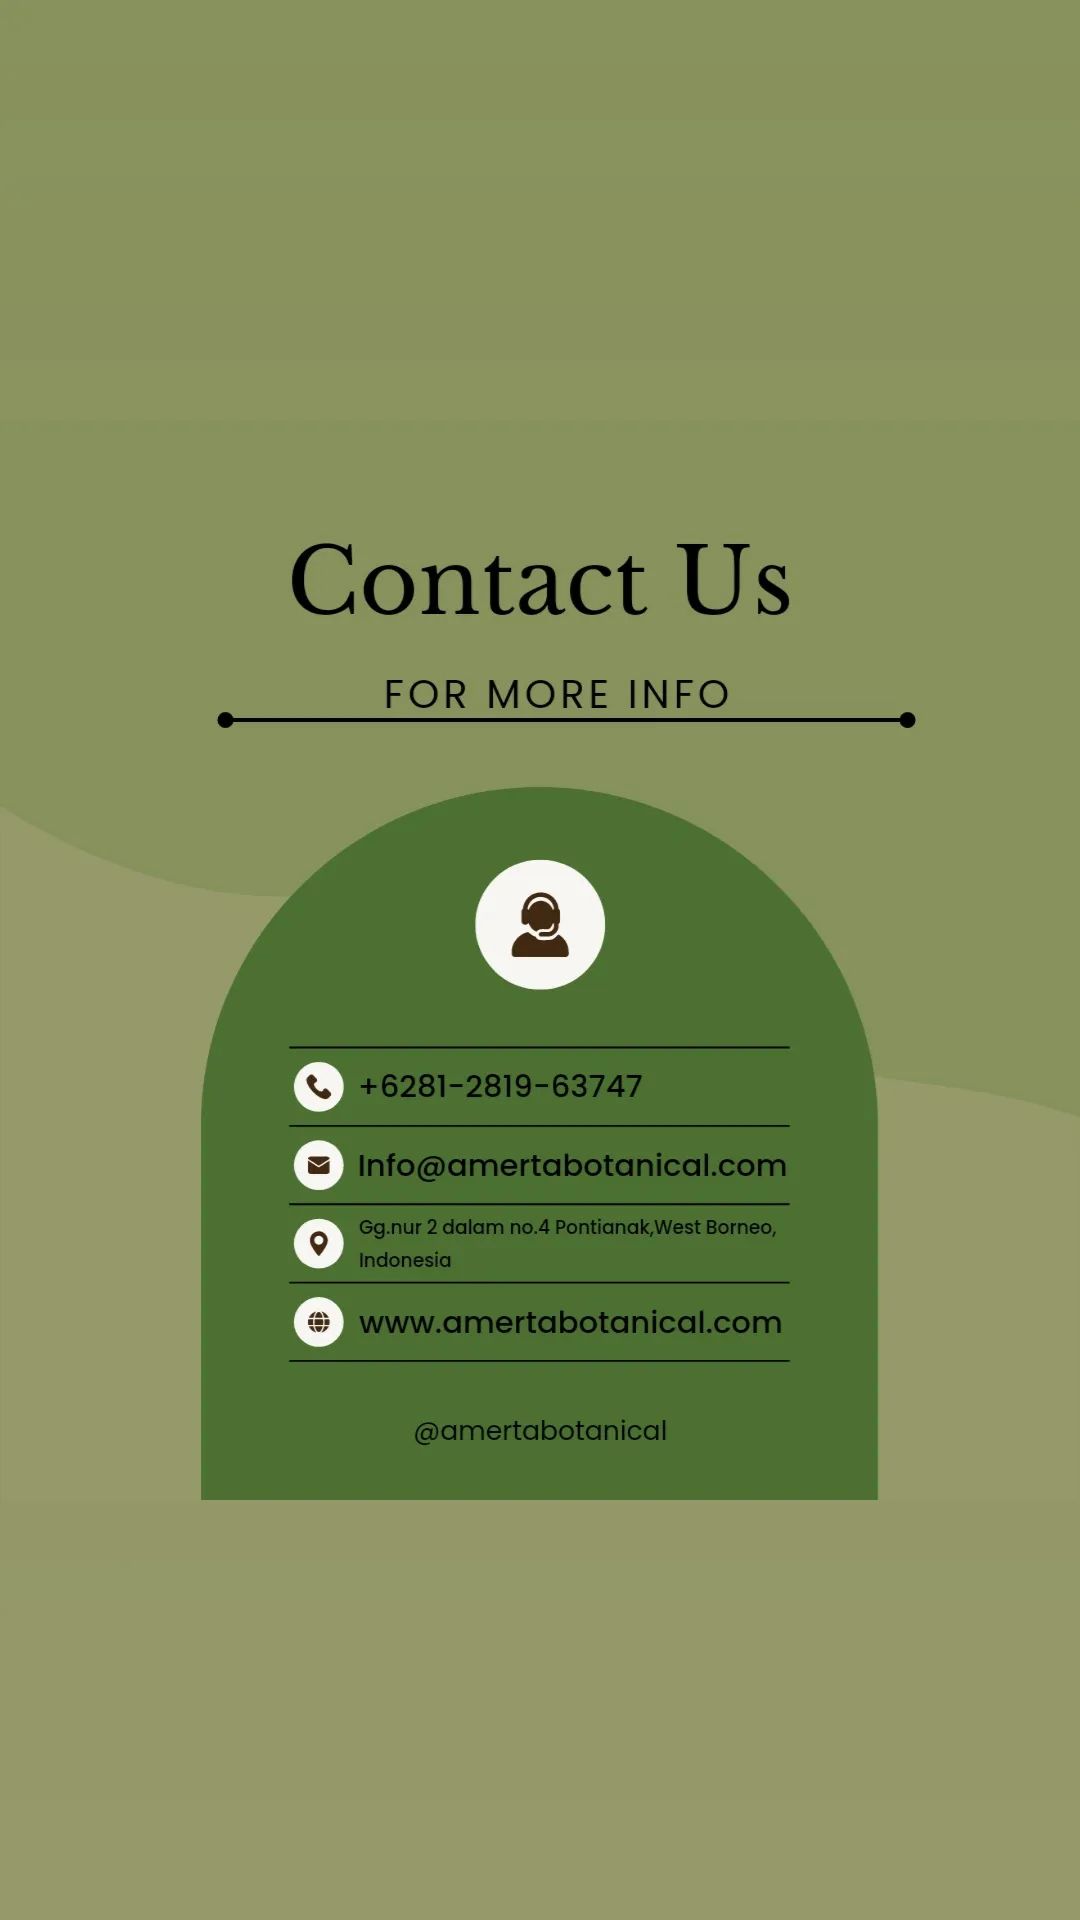 Contact Us
FOR MORE INFO
+6281-2819-63747
Info@amertabotanical.com
Gg.nur 2 dalam no.4 Pontianak,West Borneo,
Indonesia
www.amertabotanical.com
@amertabotanical